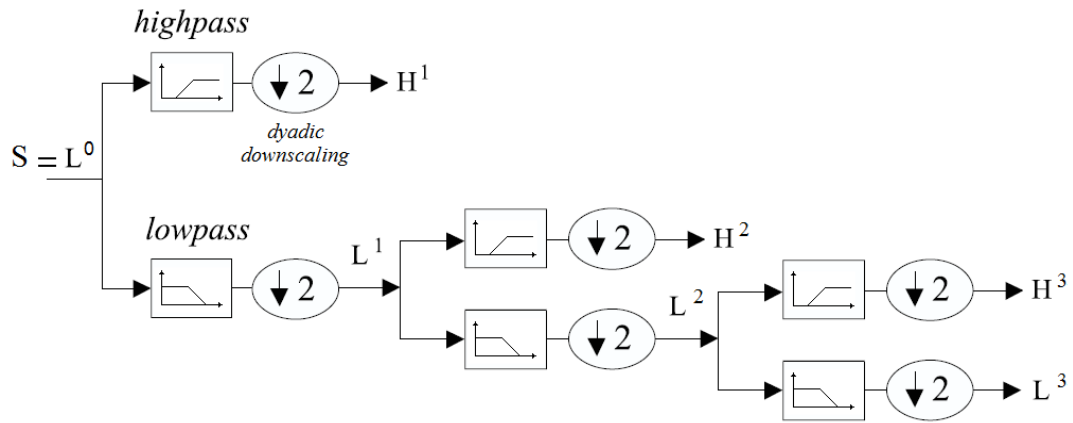 highpass
2
H¹
dyadic
downscaling
S = L⁰
lowpass
2
L¹
2
H²
2
L²
2
H³
2
L³